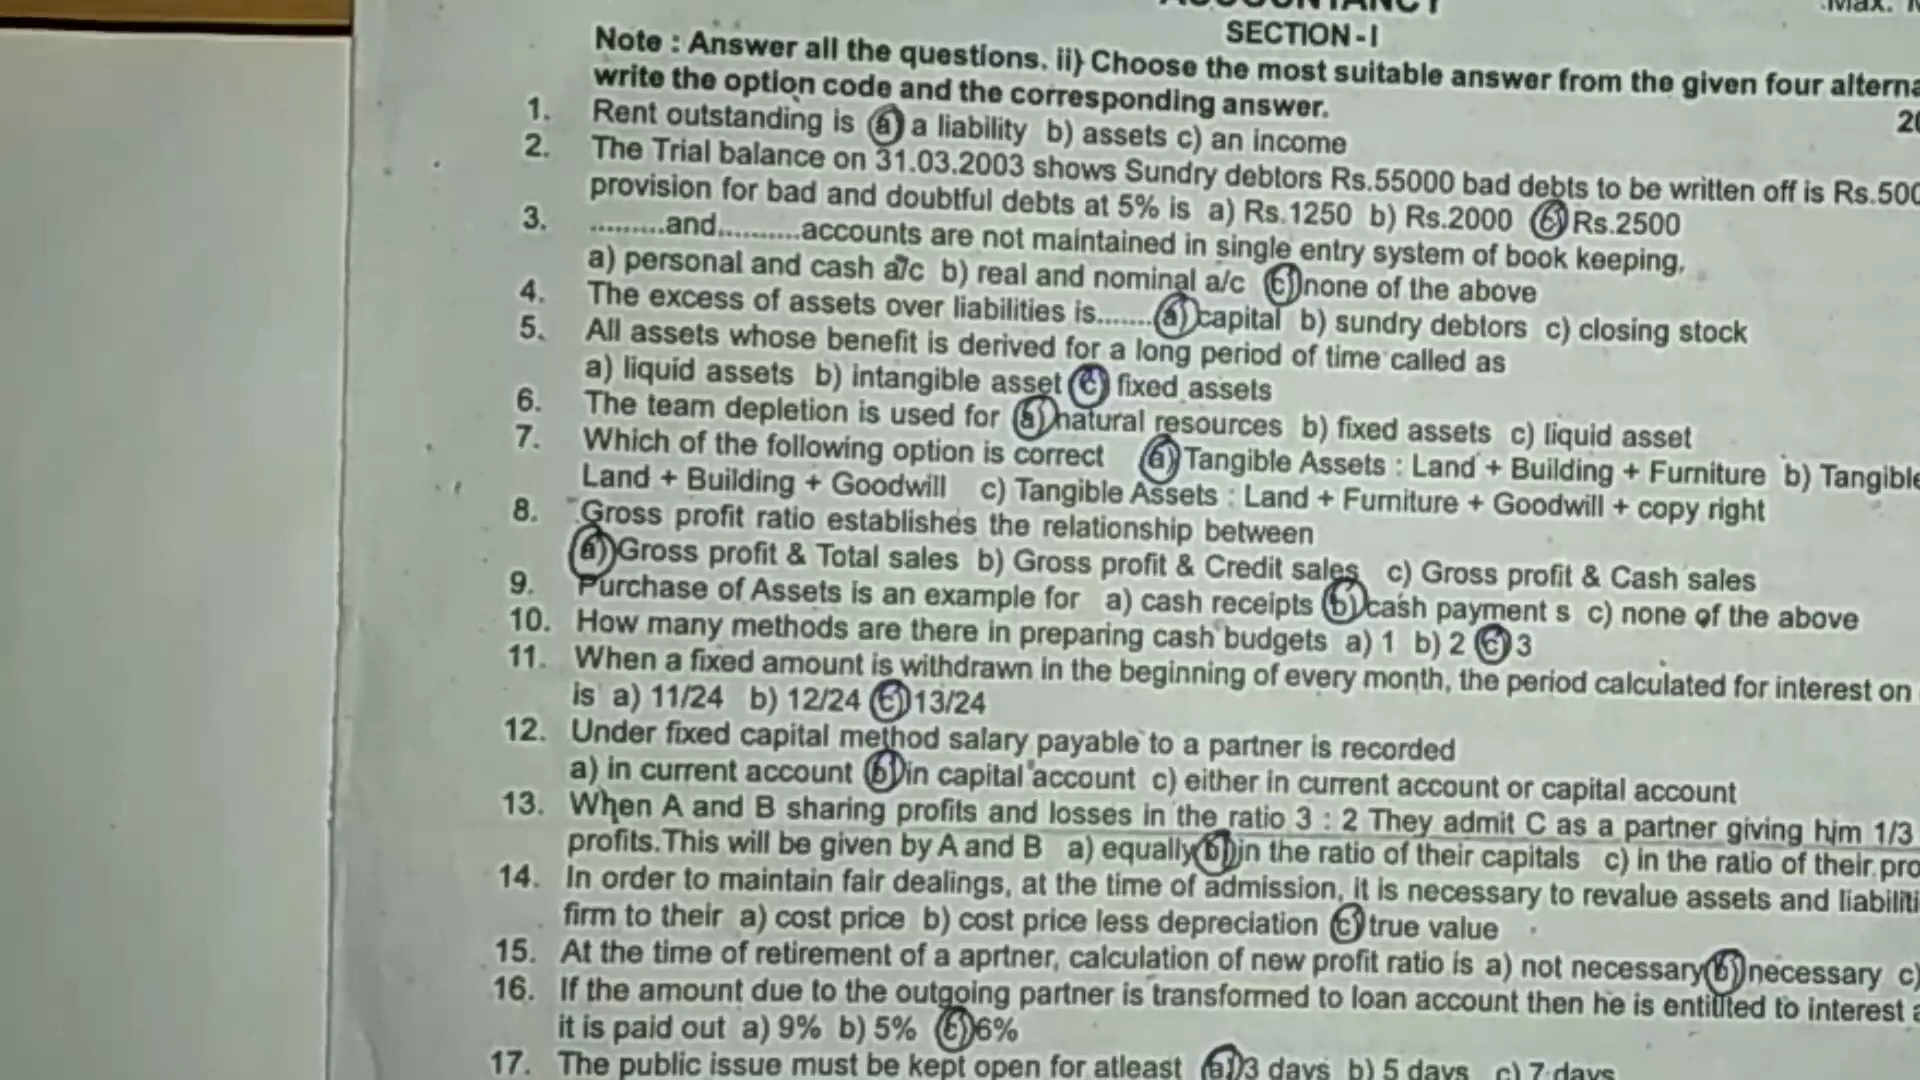 ACCOUNTANCY
Max.
SECTION - I
Note : Answer all the questions. ii) Choose the most suitable answer from the given four
write the option code and the corresponding answer.
1. Rent outstanding is a) a liability b) assets c) an income
2. The Trial balance on 31.03.2003 shows Sundry debtors Rs.55000 bad debts to be written off is
provision for bad and doubtful debts at 5% is a) Rs.1250 b) Rs.2000 c) Rs.2500
3. .........and..........accounts are not maintained in single entry system of book keeping,
a) personal and cash a/c b) real and nominal a/c c) none of the above
4. The excess of assets over liabilities is.......a) capital b) sundry debtors c) closing stock
5. All assets whose benefit is derived for a long period of time called as
a) liquid assets b) intangible asset c) fixed assets
6. The team depletion is used for a) natural resources b) fixed assets c) liquid asset
7. Which of the following option is correct a) Tangible Assets : Land + Building + Furniture b) Tangible
Land + Building + Goodwill c) Tangible Assets : Land + Furniture + Goodwill + copy right
8. Gross profit ratio establishes the relationship between
a) Gross profit & Total sales b) Gross profit & Credit sales c) Gross profit & Cash sales
9. Purchase of Assets is an example for a) cash receipts b) cash payment s c) none of the above
10. How many methods are there in preparing cash budgets a) 1 b) 2 c) 3
11. When a fixed amount is withdrawn in the beginning of every month, the period calculated for interest on
is a) 11/24 b) 12/24 c) 13/24
12. Under fixed capital method salary payable to a partner is recorded
a) in current account b) in capital account c) either in current account or capital account
13. When A and B sharing profits and losses in the ratio 3 : 2 They admit C as a partner giving him 1/3
profits.This will be given by A and B a) equally b) in the ratio of their capitals c) in the ratio of their
14. In order to maintain fair dealings, at the time of admission, it is necessary to revalue assets and
firm to their a) cost price b) cost price less depreciation c) true value
15. At the time of retirement of a aprtner, calculation of new profit ratio is a) not necessary b) necessary c)
16. If the amount due to the outgoing partner is transformed to loan account then he is entitlted to interest
it is paid out a) 9% b) 5% c) 6%
17. The public issue must be kept open for atleast a) 3 days b) 5 days c) 7 days